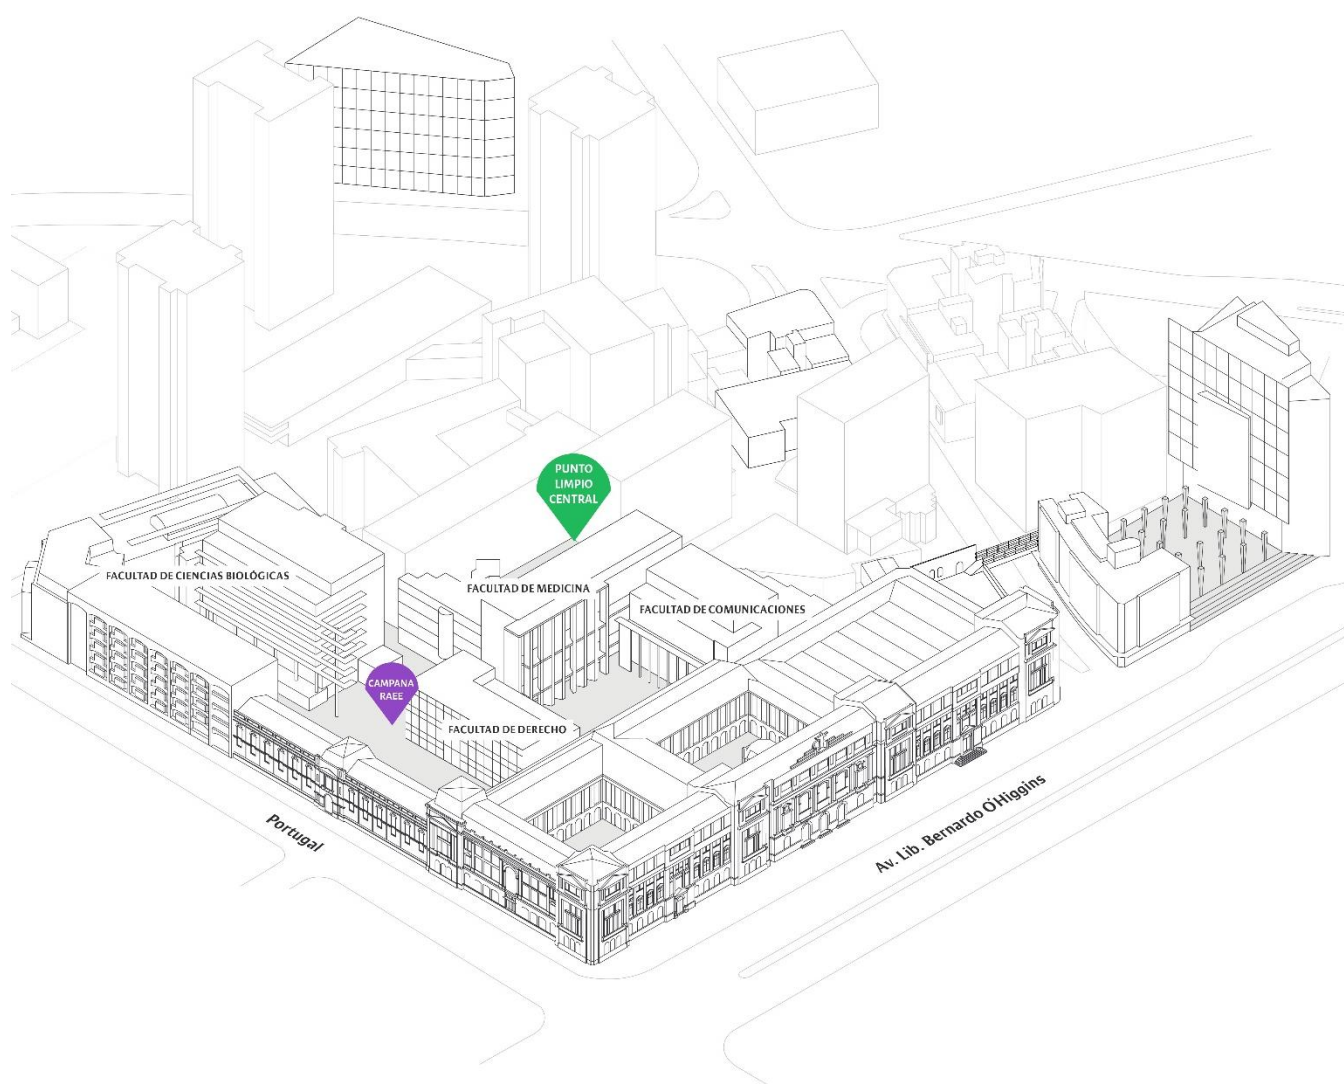 PUNTO
LIMPIO
CENTRAL
FACULTAD DE CIENCIAS BIOLÓGICAS
FACULTAD DE MEDICINA
FACULTAD DE COMUNICACIONES
CAMPANA
RAEE
FACULTAD DE DERECHO
Portugal
Av. Lib. Bernardo O´Higgins